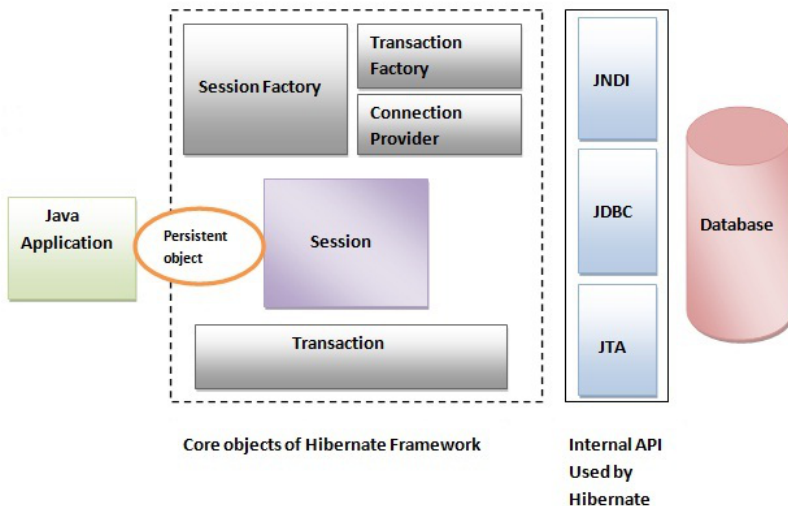 Session Factory
Transaction
Factory
Connection
Provider
JNDI
Java
Application
Persistent
object
Session
JDBC
Database
Transaction
JTA
Core objects of Hibernate Framework
Internal API
Used by
Hibernate